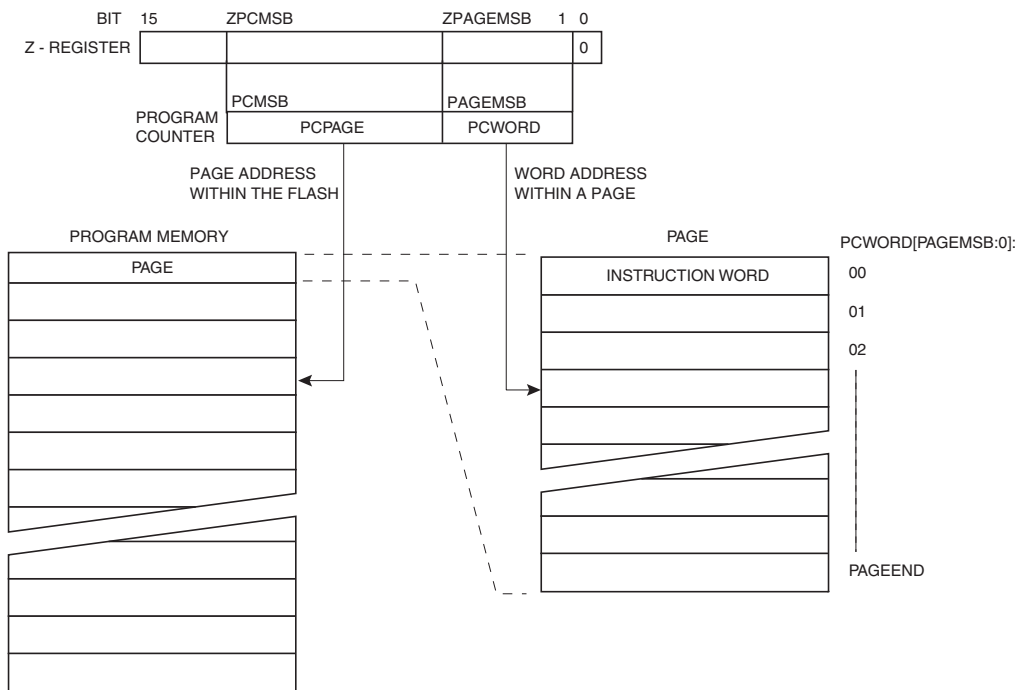 BIT 15 ZPCMSB ZPAGEMSB 1 0
Z - REGISTER 0
PCMSB PAGEMSB
PROGRAM
COUNTER
PCPAGE PCWORD
PAGE ADDRESS
WITHIN THE FLASH
WORD ADDRESS
WITHIN A PAGE
PROGRAM MEMORY
PAGE
PAGE
PCWORD[PAGEMSB:0]:
INSTRUCTION WORD
00
01
02
PAGEEND